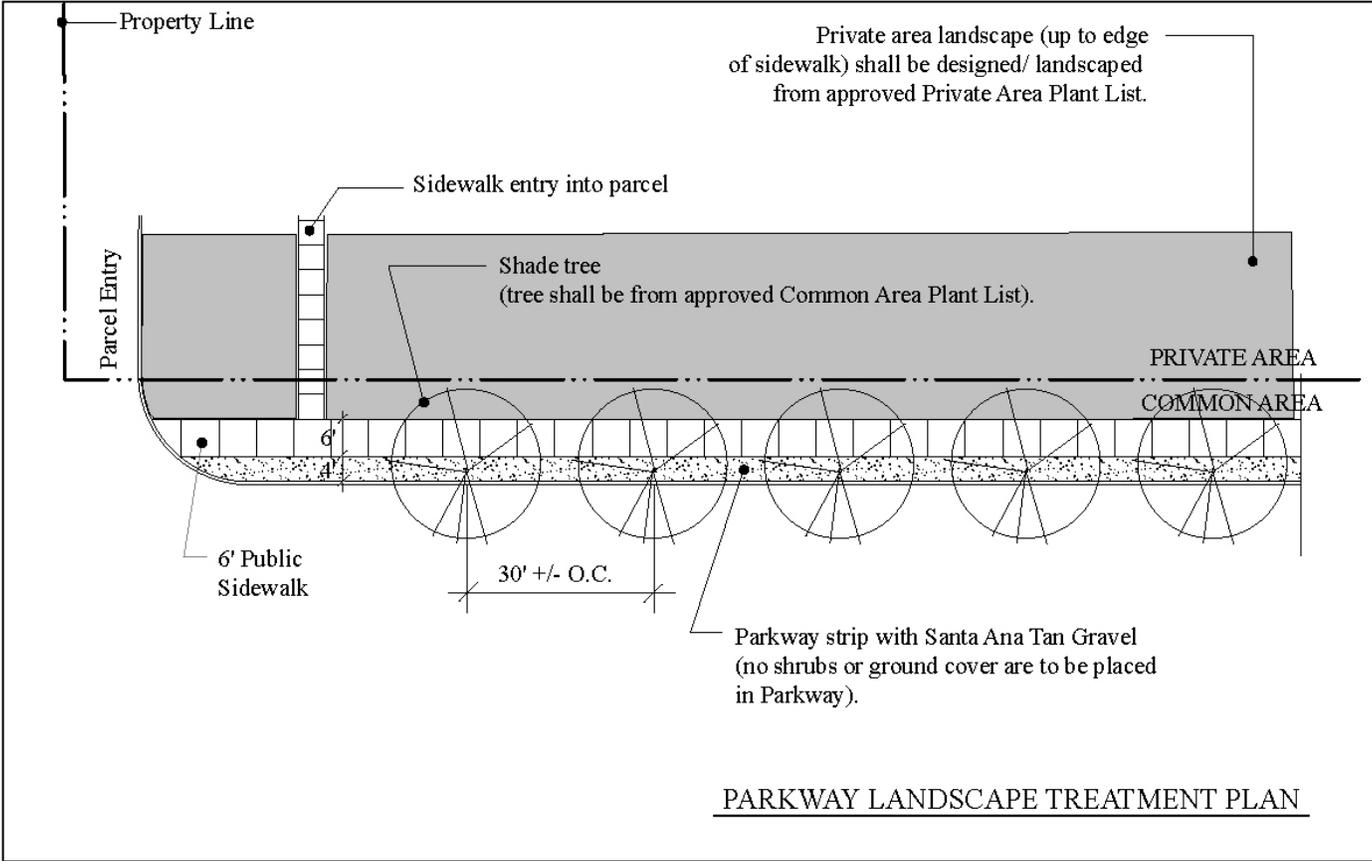 Property Line
Private area landscape (up to edge
of sidewalk) shall be designed/ landscaped
from approved Private Area Plant List.
Sidewalk entry into parcel
Parcel Entry
Shade tree
(tree shall be from approved Common Area Plant List).
PRIVATE AREA
COMMON AREA
6'
4'
6' Public
Sidewalk
30' +/- O.C.
Parkway strip with Santa Ana Tan Gravel
(no shrubs or ground cover are to be placed
in Parkway).
PARKWAY LANDSCAPE TREATMENT PLAN